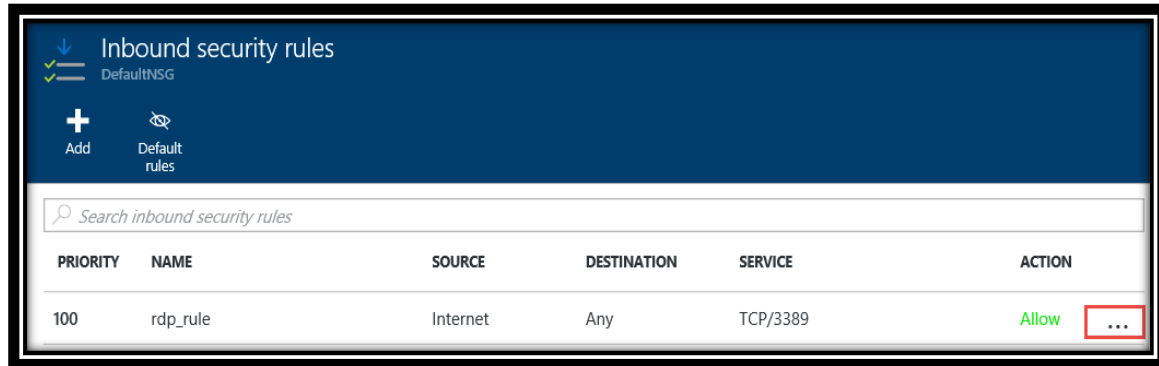 Inbound security rules
DefaultNSG
Add
Default
rules
Search inbound security rules
PRIORITY NAME SOURCE DESTINATION SERVICE ACTION
100 rdp_rule Internet Any TCP/3389 Allow ...